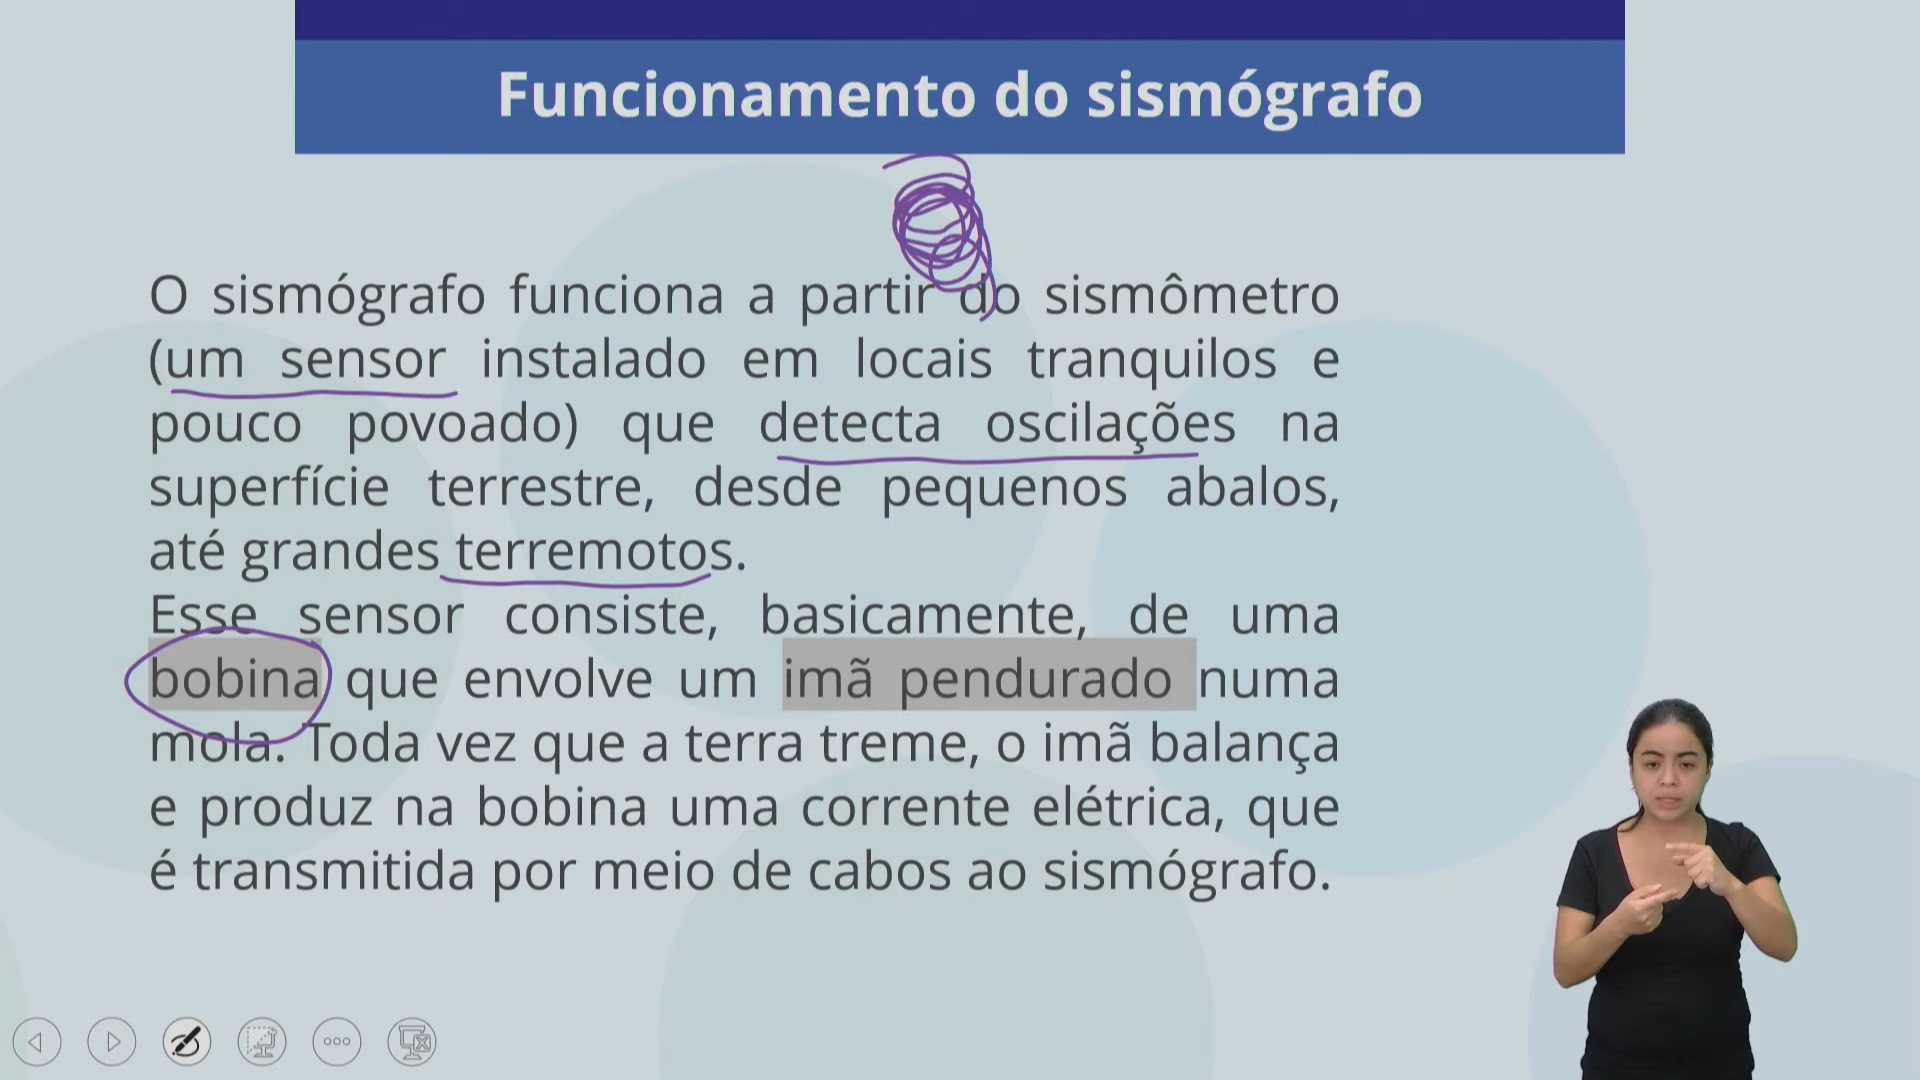 Funcionamento do sismógrafo
O sismógrafo funciona a partir do sismômetro
(um sensor instalado em locais tranquilos e
pouco povoado) que detecta oscilações na
superfície terrestre, desde pequenos abalos,
até grandes terremotos.
Esse sensor consiste, basicamente, de uma
bobina que envolve um imã pendurado numa
mola. Toda vez que a terra treme, o imã balança
e produz na bobina uma corrente elétrica, que
é transmitida por meio de cabos ao sismógrafo.